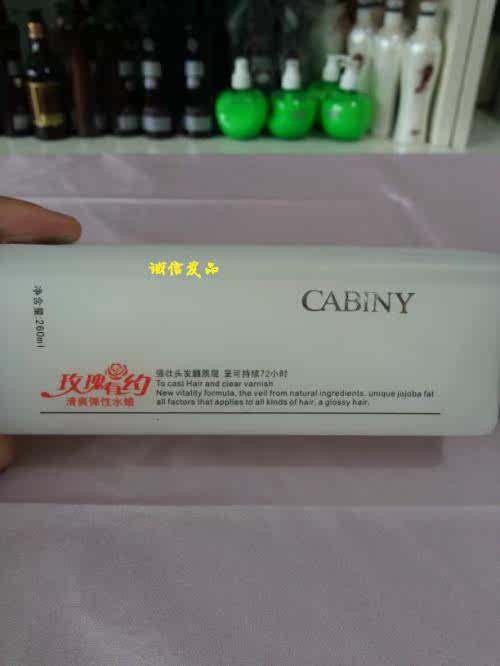 诚信发品
CABINY
净含量:260ml
玫瑰有约
清爽弹性水蜡
强壮头发髓质层 至可持续72小时
To cast Hair and clear varnish
New vitality formula, the veil from natural ingredients. unique jojoba fat
all factors that applies to all kinds of hair, a glossy hair.